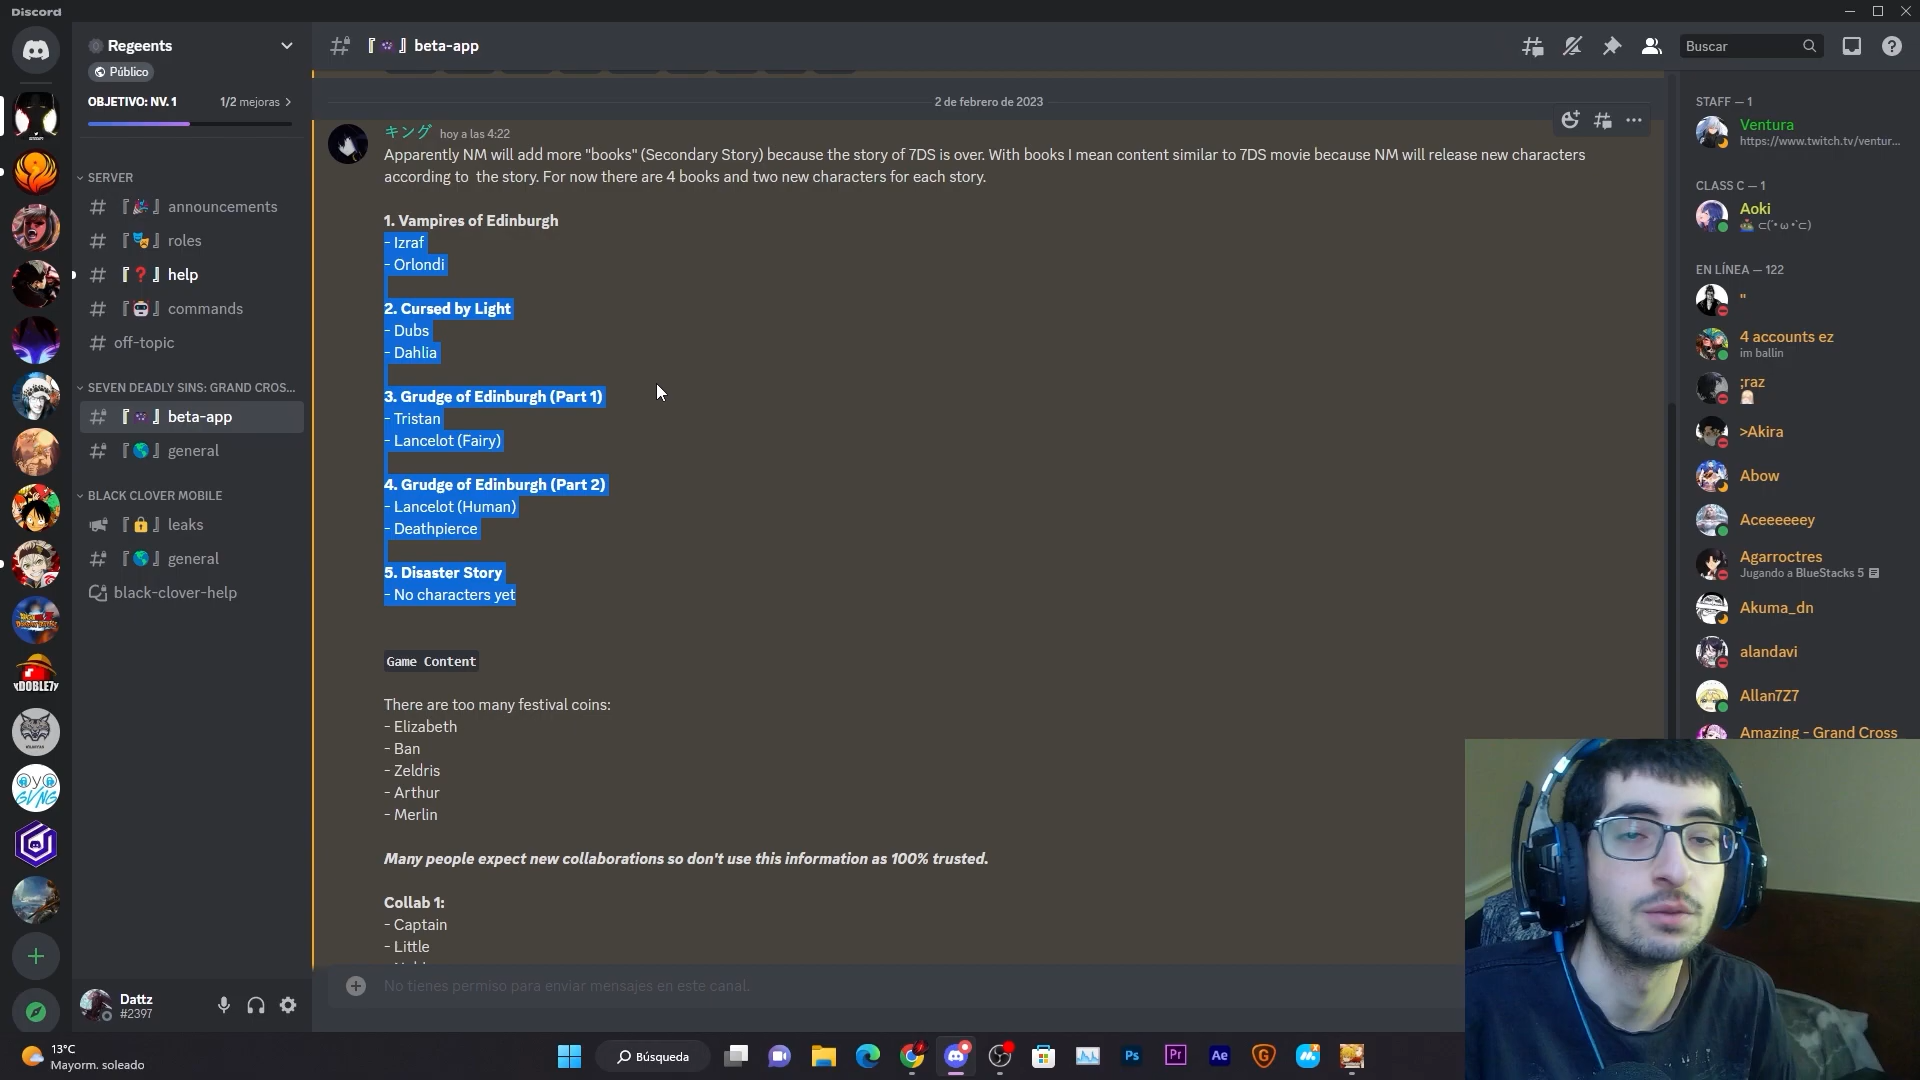 Discord
Regeents
Público
OBJETIVO: NV. 1
1/2 mejoras
SERVER
announcements
roles
help
commands
off-topic
SEVEN DEADLY SINS: GRAND CROS...
beta-app
general
BLACK CLOVER MOBILE
leaks
general
black-clover-help
Dattz
#2397
『』 beta-app
Buscar
2 de febrero de 2023
キング hoy a las 4:22
Apparently NM will add more "books" (Secondary Story) because the story of 7DS is over. With books I mean content similar to 7DS movie because NM will release new characters
according to the story. For now there are 4 books and two new characters for each story.
1. Vampires of Edinburgh
- Izraf
- Orlondi
2. Cursed by Light
- Dubs
- Dahlia
3. Grudge of Edinburgh (Part 1)
- Tristan
- Lancelot (Fairy)
4. Grudge of Edinburgh (Part 2)
- Lancelot (Human)
- Deathpierce
5. Disaster Story
- No characters yet
Game Content
There are too many festival coins:
- Elizabeth
- Ban
- Zeldris
- Arthur
- Merlin
Many people expect new collaborations so don't use this information as 100% trusted.
Collab 1:
- Captain
- Little
No tienes permiso para enviar mensajes en este canal.
STAFF — 1
Ventura
https://www.twitch.tv/ventur...
CLASS C — 1
Aoki
⊂(´･ω･`⊂)
EN LÍNEA — 122
"
4 accounts ez
im ballin
;raz
>Akira
Abow
Aceeeeeey
Agarroctres
Jugando a BlueStacks 5
Akuma_dn
alandavi
Allan7Z7
Amazing - Grand Cross
13°C
Mayorm. soleado
Búsqueda
Ps
Pr
Ae